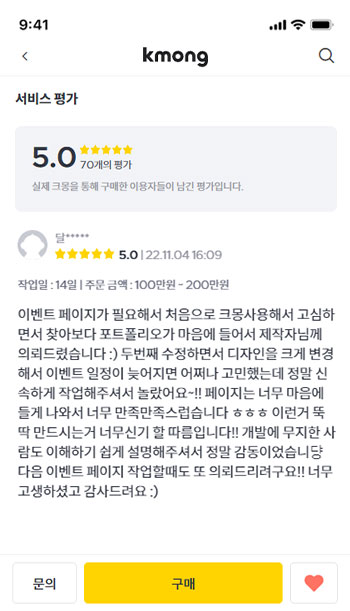 9:41
kmong
서비스 평가
5.0
70개의 평가
실제 크몽을 통해 구매한 이용자들이 남긴 평가입니다.
달*****
5.0 | 22.11.04 16:09
작업일 : 14일 | 주문 금액 : 100만원 ~ 200만원
이벤트 페이지가 필요해서 처음으로 크몽사용해서 고심하
면서 찾아보다 포트폴리오가 마음에 들어서 제작자님께
의뢰드렸습니다 :) 두번째 수정하면서 디자인을 크게 변경
해서 이벤트 일정이 늦어지면 어쩌나 고민했는데 정말 신
속하게 작업해주셔서 놀랐어요~!! 페이지는 너무 마음에
들게 나와서 너무 만족만족스럽습니다 ㅎㅎㅎ 이런거 뚝
딱 만드시는거 너무신기 할 따름입니다!! 개발에 무지한 사
람도 이해하기 쉽게 설명해주셔서 정말 감동이었습니댱
다음 이벤트 페이지 작업할때도 또 의뢰드리려구요!! 너무
고생하셨고 감사드려요 :)
문의
구매